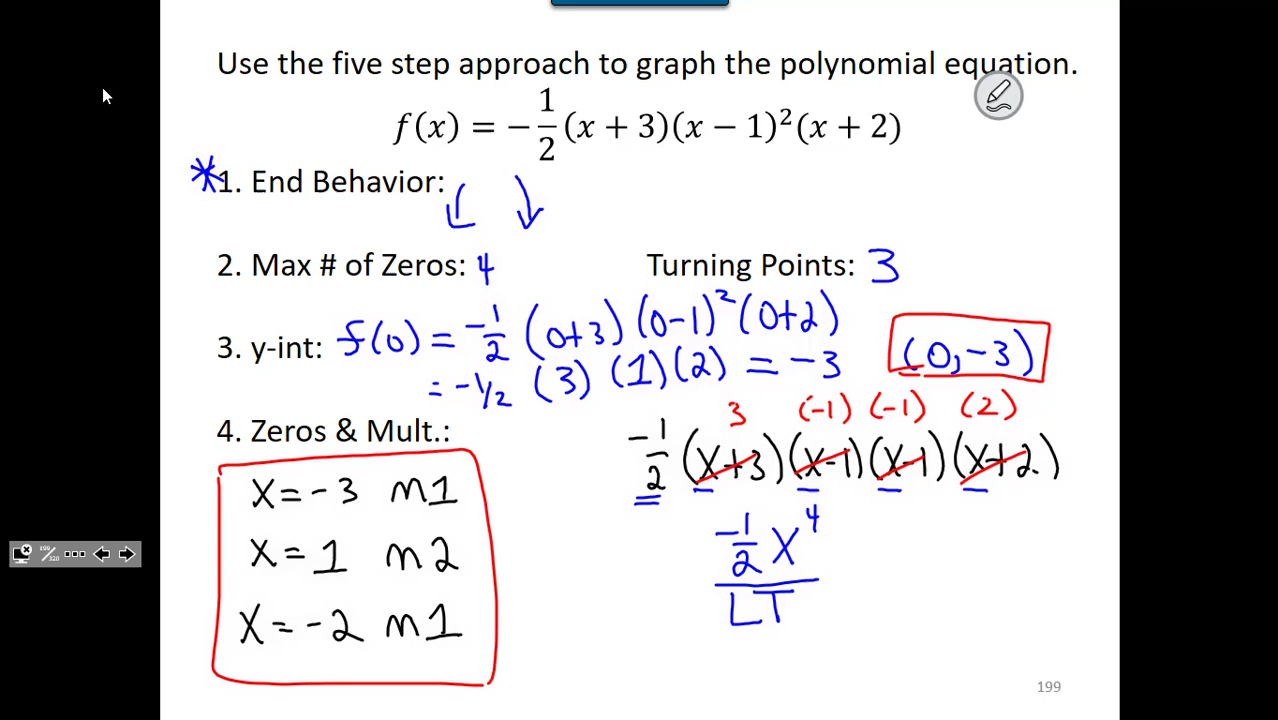 Use the five step approach to graph the polynomial equation.
f(x) = −1/2(x + 3)(x − 1)²(x + 2)
*1. End Behavior: ↙ ↘
2. Max # of Zeros: 4 Turning Points: 3
3. y-int: f(0) = -1/2 (0+3)(0-1)²(0+2)
= -1/2 (3) (1)(2) = -3 (0,-3)
3 (-1) (-1) (2)
4. Zeros & Mult.: -1/2 (x+3)(x-1)(x-1)(x+2)
x=-3 m1
x=1 m2
x=-2 m1
-1/2 x⁴
LT
199
199/320